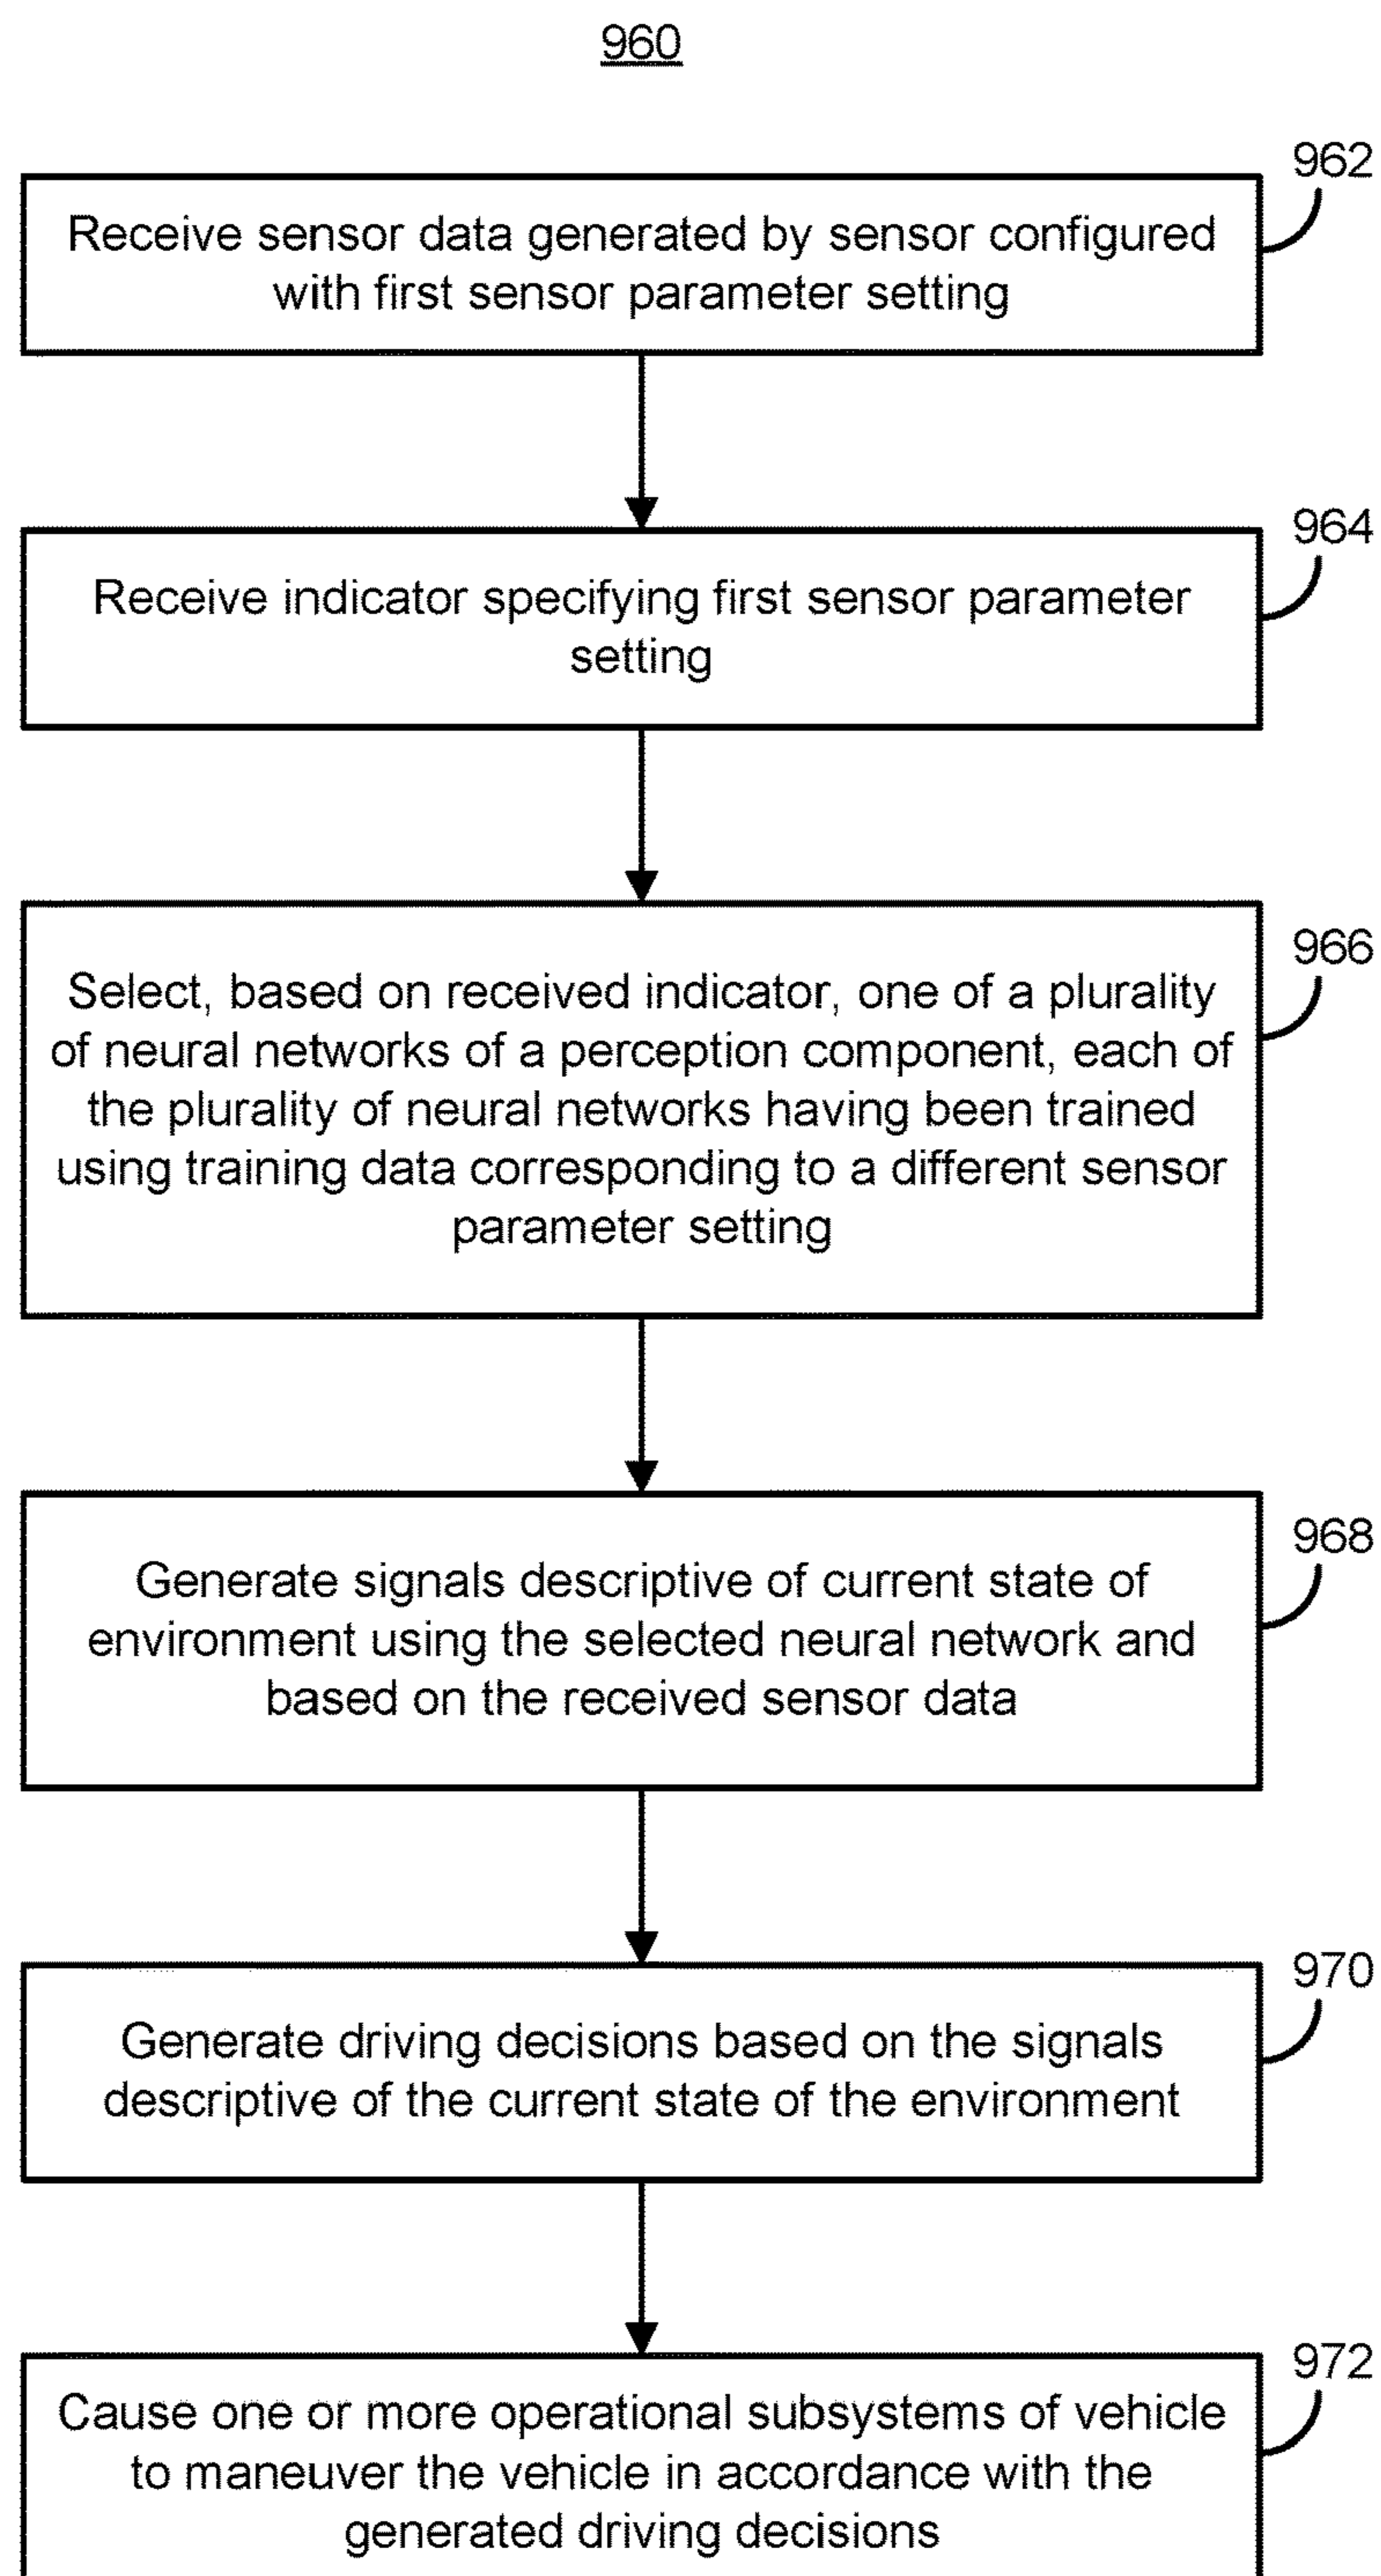 960
962
Receive sensor data generated by sensor configured
with first sensor parameter setting
964
Receive indicator specifying first sensor parameter
setting
966
Select, based on received indicator, one of a plurality
of neural networks of a perception component, each of
the plurality of neural networks having been trained
using training data corresponding to a different sensor
parameter setting
968
Generate signals descriptive of current state of
environment using the selected neural network and
based on the received sensor data
970
Generate driving decisions based on the signals
descriptive of the current state of the environment
972
Cause one or more operational subsystems of vehicle
to maneuver the vehicle in accordance with the
generated driving decisions